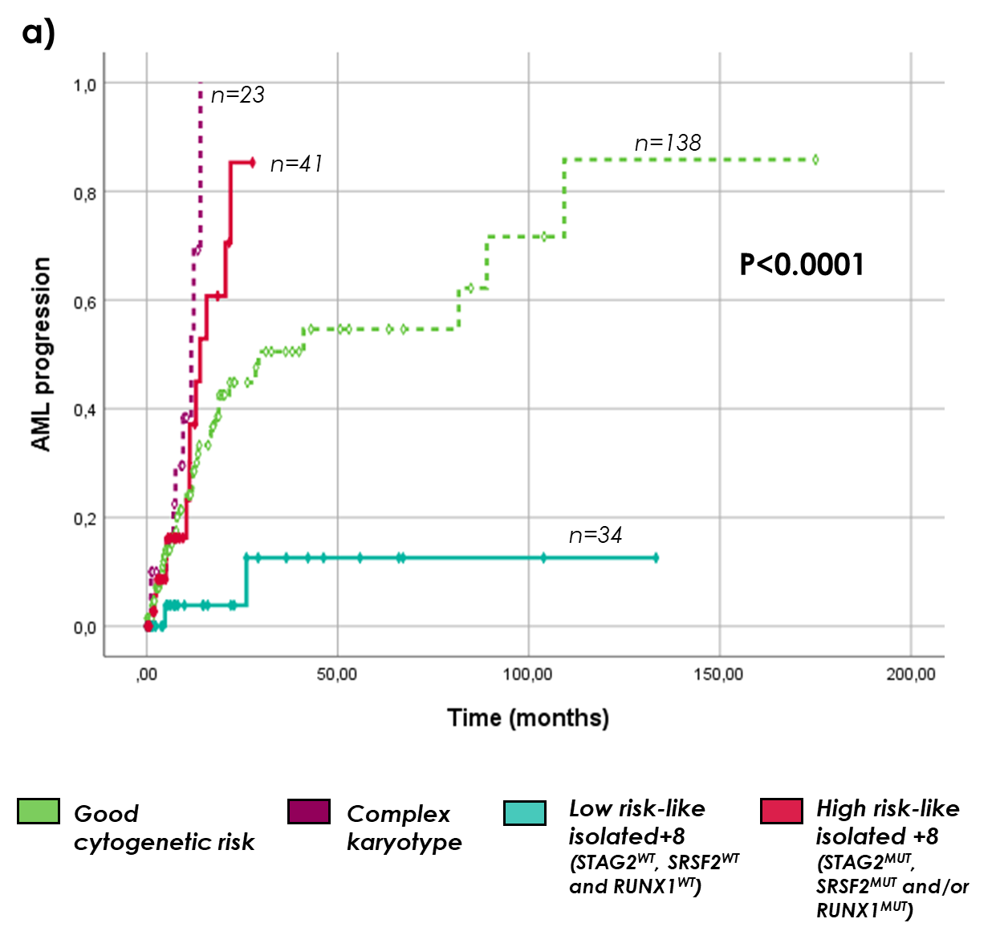 a)
1,0
n=23
n=138
n=41
0,8
P<0.0001
0,6
AML progression
0,4
0,2
n=34
0,0
,00
50,00
100,00
150,00
200,00
Time (months)
Good
cytogenetic risk
Complex
karyotype
Low risk-like
isolated+8
(STAG2WT, SRSF2WT
and RUNX1WT)
High risk-like
isolated +8
(STAG2MUT,
SRSF2MUT and/or
RUNX1MUT)